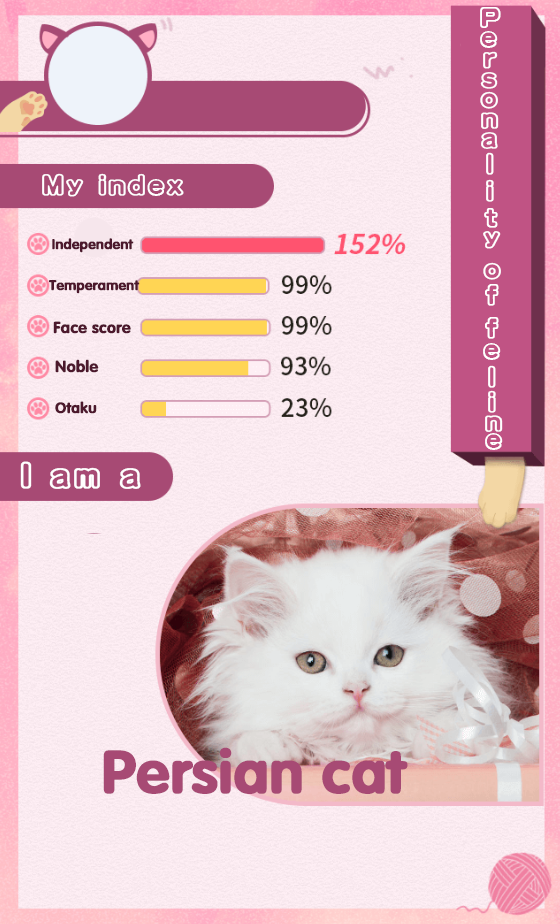 Personality of feline
My index
Independent 152%
Temperament 99%
Face score 99%
Noble 93%
Otaku 23%
I am a
Persian cat